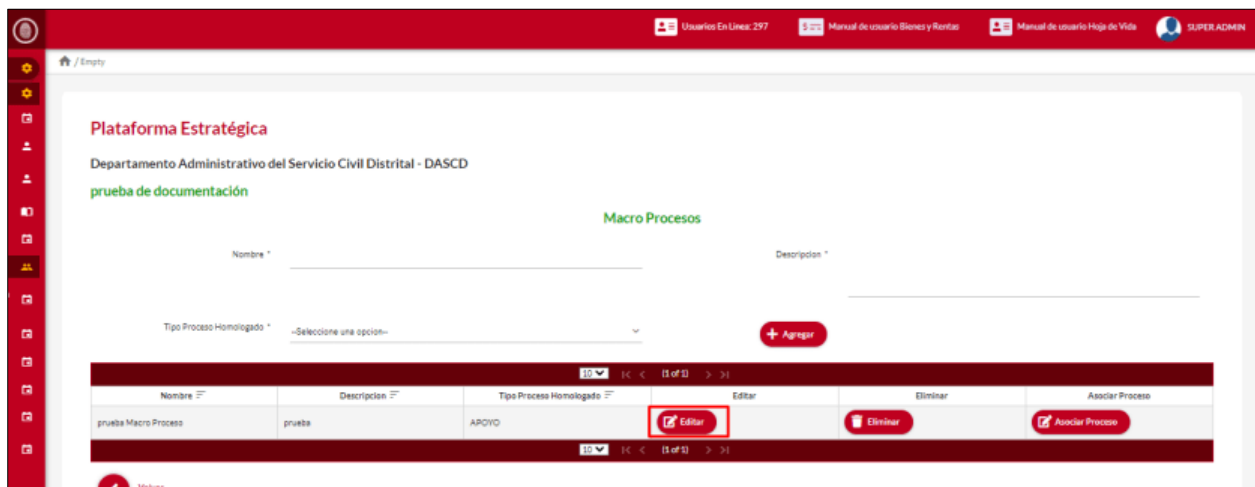 Usuarios En Linea: 297 Manual de usuario Bienes y Rentas Manual de usuario Hoja de Vida SUPER ADMIN
/ Empty
Plataforma Estratégica
Departamento Administrativo del Servicio Civil Distrital - DASCD
prueba de documentación
Macro Procesos
Nombre * Descripcion *
Tipo Proceso Homologado * --Seleccione una opcion-- Agregar
10 (1 of 1)
Nombre Descripcion Tipo Proceso Homologado Editar Eliminar Asociar Proceso
prueba Macro Proceso prueba APOYO Editar Eliminar Asociar Proceso
10 (1 of 1)